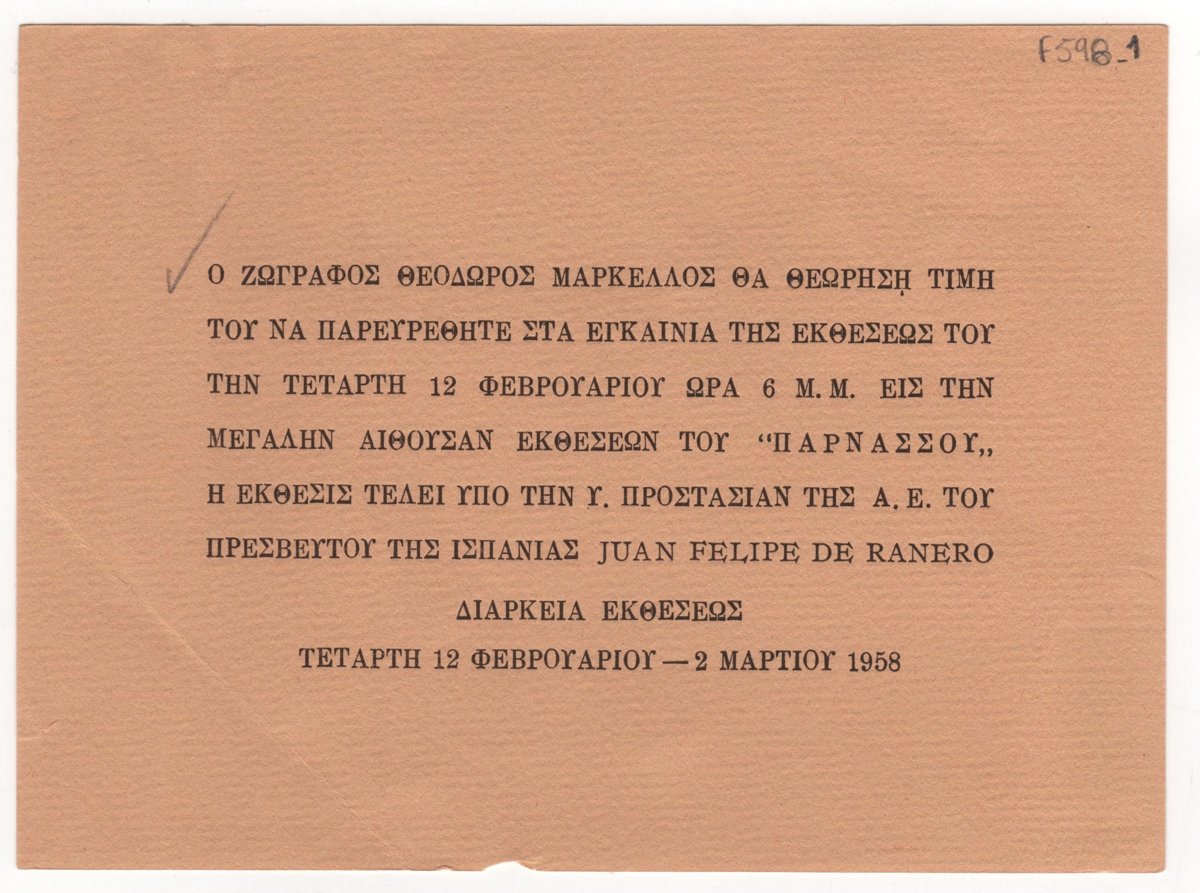 F598_1
Ο ΖΩΓΡΑΦΟΣ ΘΕΟΔΩΡΟΣ ΜΑΡΚΕΛΛΟΣ ΘΑ ΘΕΩΡΗΣῌ ΤΙΜΗ
ΤΟΥ ΝΑ ΠΑΡΕΥΡΕΘΗΤΕ ΣΤΑ ΕΓΚΑΙΝΙΑ ΤΗΣ ΕΚΘΕΣΕΩΣ ΤΟΥ
ΤΗΝ ΤΕΤΑΡΤΗ 12 ΦΕΒΡΟΥΑΡΙΟΥ ΩΡΑ 6 Μ.Μ. ΕΙΣ ΤΗΝ
ΜΕΓΑΛΗΝ ΑΙΘΟΥΣΑΝ ΕΚΘΕΣΕΩΝ ΤΟΥ “ΠΑΡΝΑΣΣΟΥ„
Η ΕΚΘΕΣΙΣ ΤΕΛΕΙ ΥΠΟ ΤΗΝ Υ. ΠΡΟΣΤΑΣΙΑΝ ΤΗΣ Α.Ε. ΤΟΥ
ΠΡΕΣΒΕΥΤΟΥ ΤΗΣ ΙΣΠΑΝΙΑΣ JUAN FELIPE DE RANERO
ΔΙΑΡΚΕΙΑ ΕΚΘΕΣΕΩΣ
ΤΕΤΑΡΤΗ 12 ΦΕΒΡΟΥΑΡΙΟΥ — 2 ΜΑΡΤΙΟΥ 1958